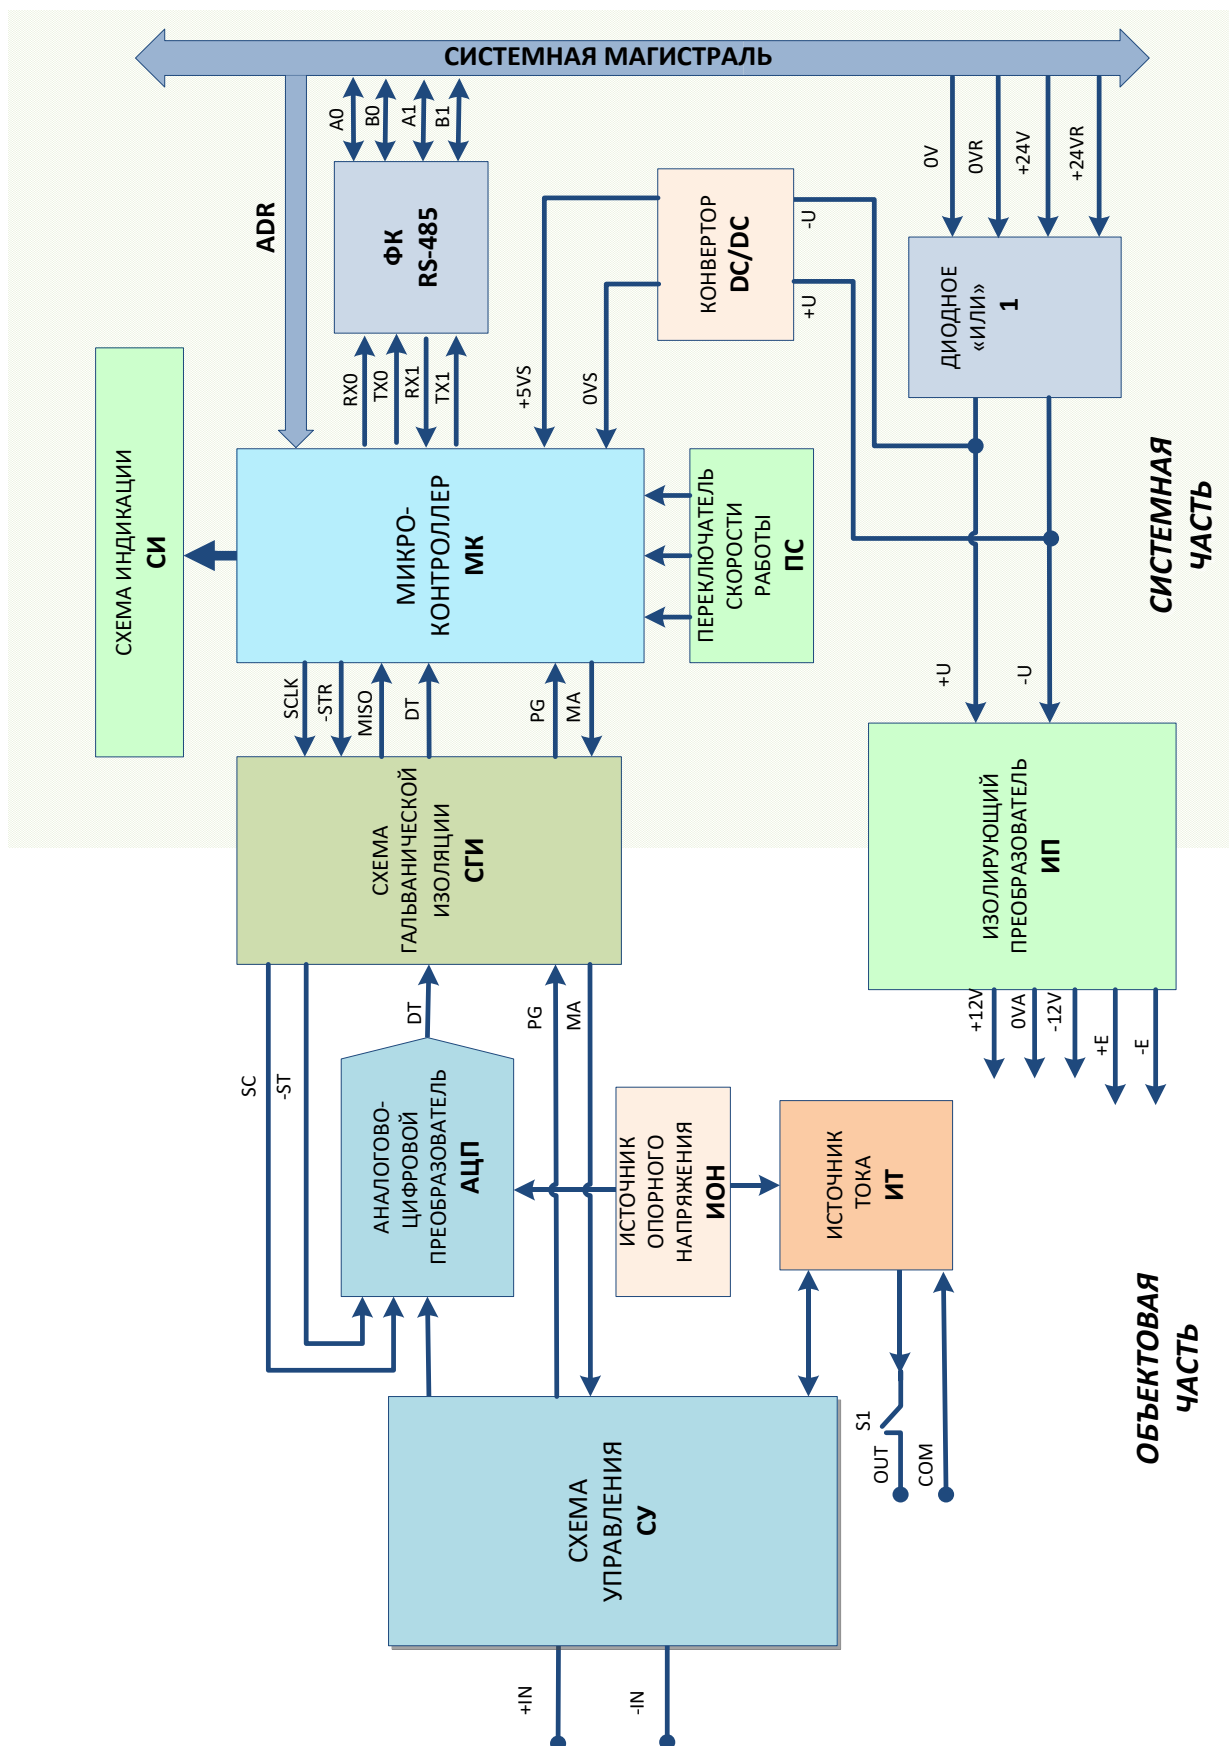 СИСТЕМНАЯ МАГИСТРАЛЬ
ADR
A0
B0
A1
B1
0V
0VR
+24V
+24VR
ФК
RS-485
КОНВЕРТОР
DC/DC
-U
+U
ДИОДНОЕ
«ИЛИ»
1
RX0
TX0
RX1
TX1
+5VS
0VS
СХЕМА ИНДИКАЦИИ
СИ
МИКРО-
КОНТРОЛЛЕР
МК
ПЕРЕКЛЮЧАТЕЛЬ
СКОРОСТИ
РАБОТЫ
ПС
СИСТЕМНАЯ
ЧАСТЬ
SCLK
-STR
MISO
DT
PG
MA
+U
-U
СХЕМА
ГАЛЬВАНИЧЕСКОЙ
ИЗОЛЯЦИИ
СГИ
ИЗОЛИРУЮЩИЙ
ПРЕОБРАЗОВАТЕЛЬ
ИП
SC
-ST
DT
PG
MA
+12V
0VA
-12V
+E
-E
АНАЛОГОВО-
ЦИФРОВОЙ
ПРЕОБРАЗОВАТЕЛЬ
АЦП
ИСТОЧНИК
ОПОРНОГО
НАПРЯЖЕНИЯ
ИОН
ИСТОЧНИК
ТОКА
ИТ
ОБЪЕКТОВАЯ
ЧАСТЬ
S1
OUT
COM
СХЕМА
УПРАВЛЕНИЯ
СУ
+IN
-IN